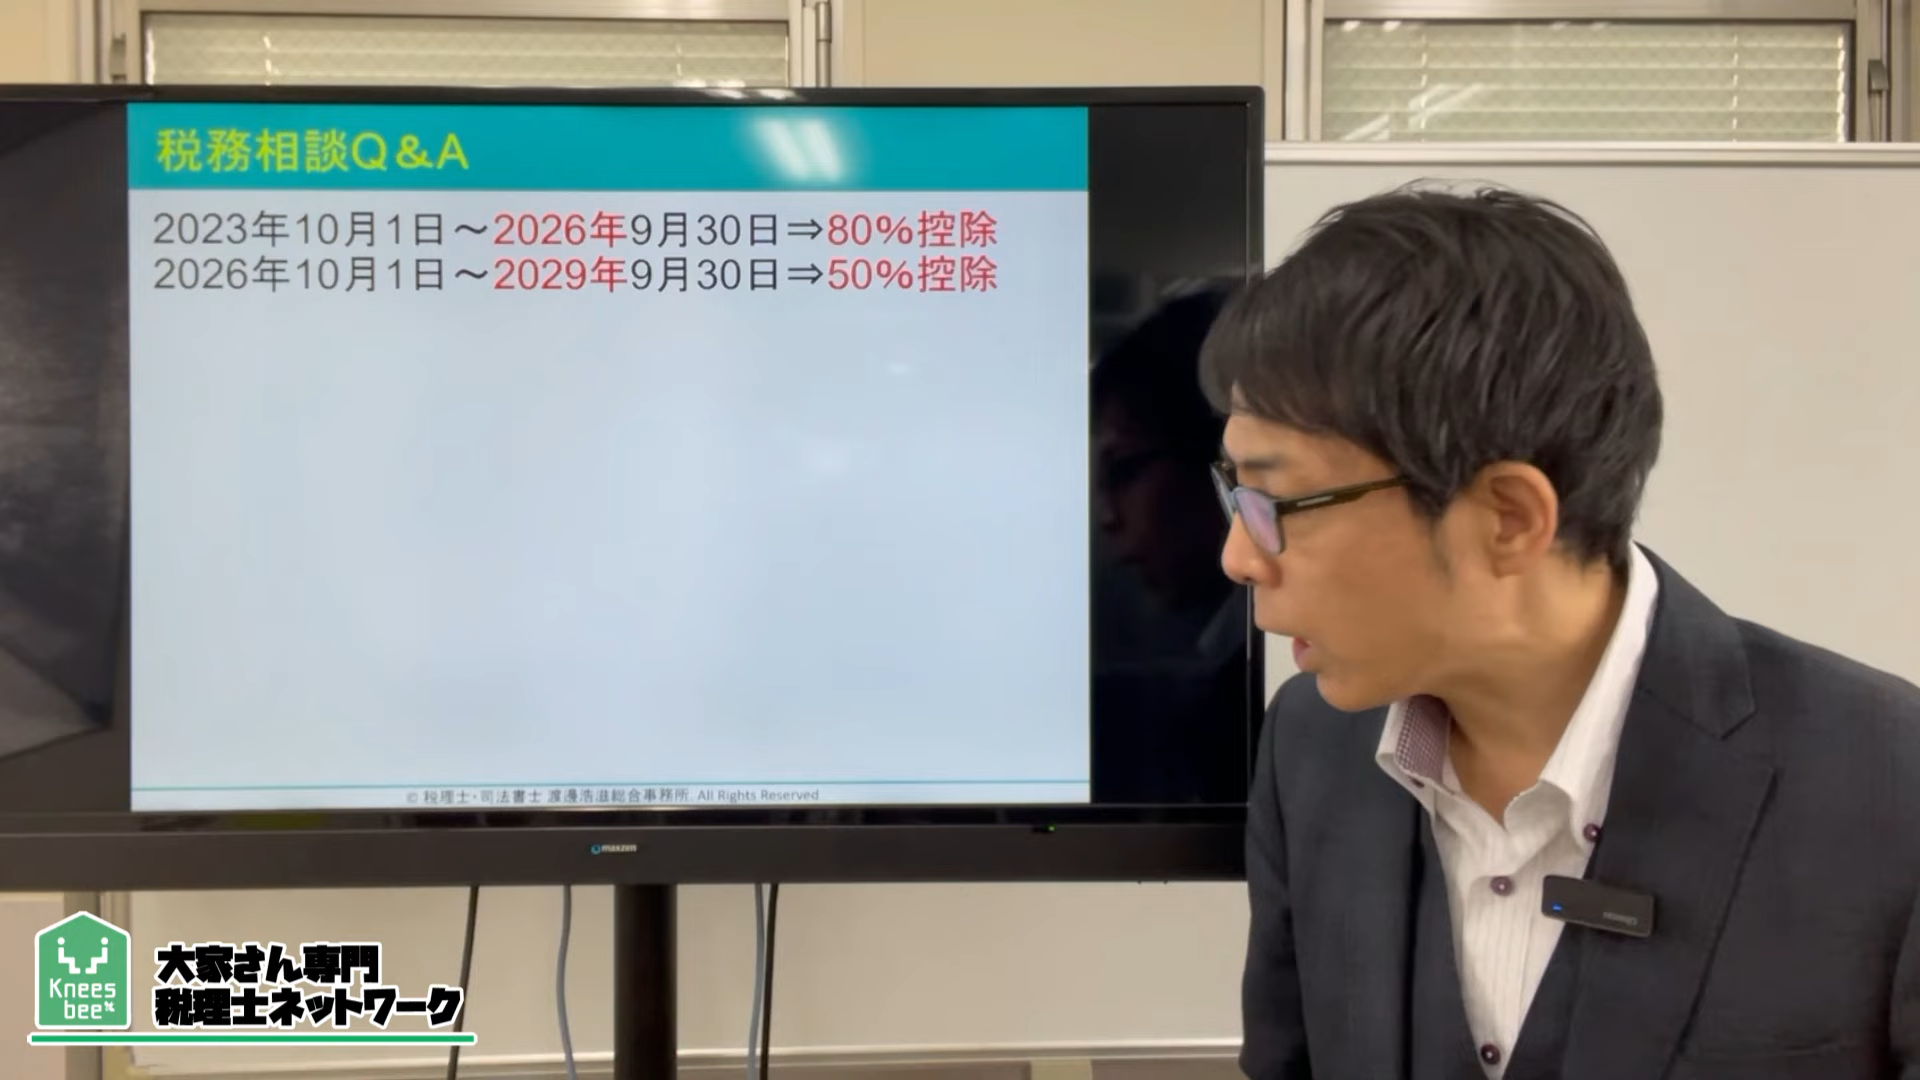 税務相談Q&A
2023年10月1日～2026年9月30日⇒80%控除
2026年10月1日～2029年9月30日⇒50%控除
© 税理士・司法書士 渡邊浩滋総合事務所. All Rights Reserved
maxzen
Knees
bee
大家さん専門
税理士ネットワーク